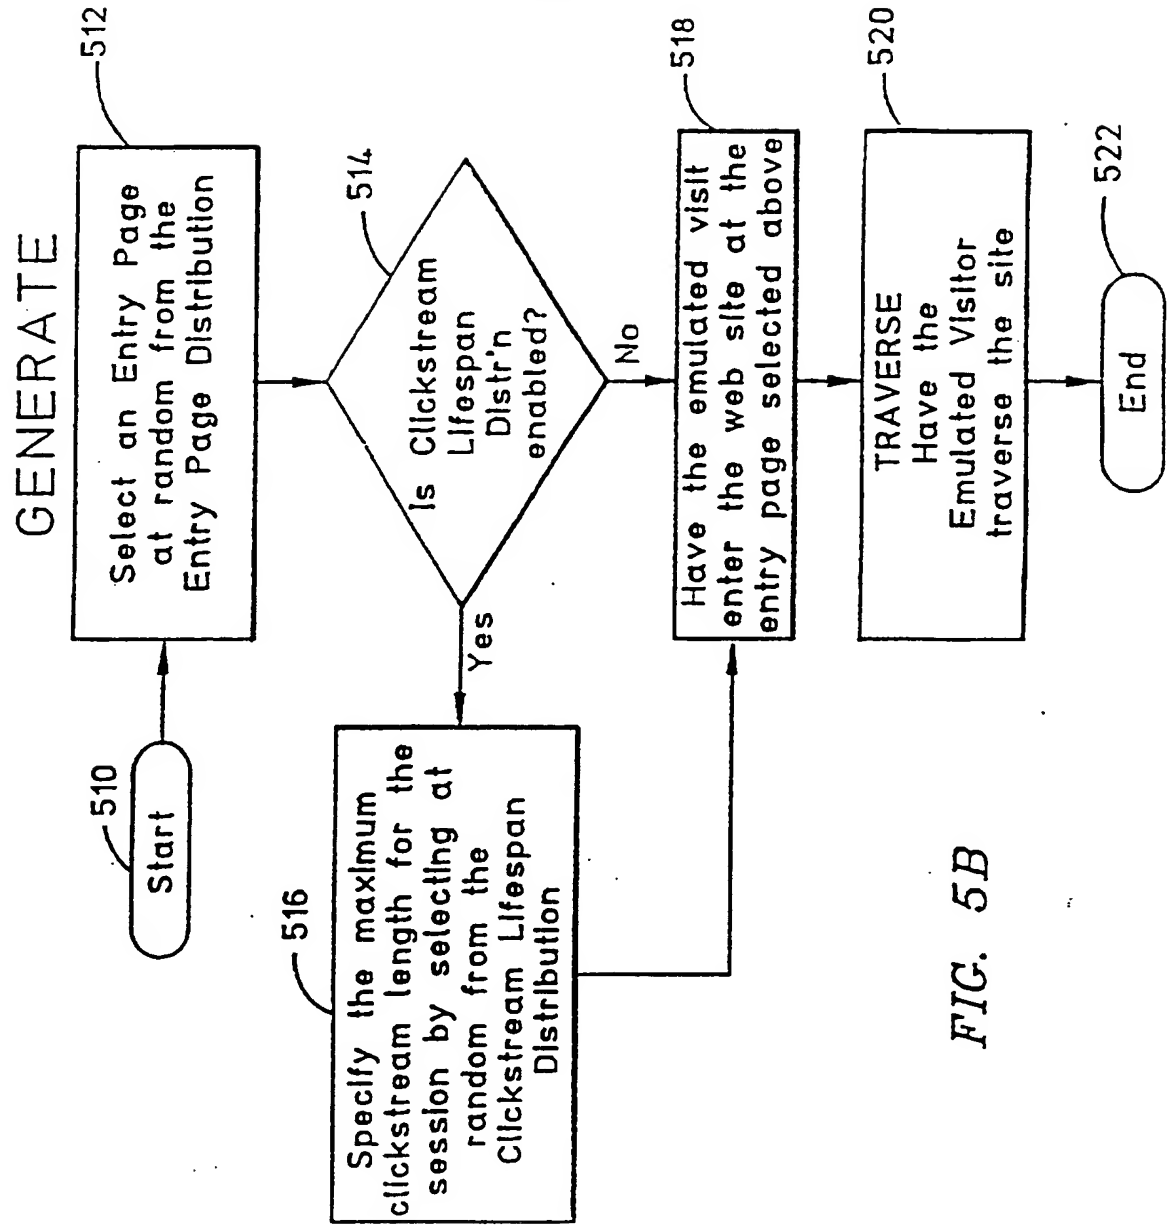 GENERATE
510
Start
512
Select an Entry Page
at random from the
Entry Page Distribution
514
Is Clickstream
Lifespan
Distr'n
enabled?
Yes
No
516
Specify the maximum
clickstream length for the
session by selecting at
random from the
Clickstream Lifespan
Distribution
518
Have the emulated visit
enter the web site at the
entry page selected above
520
TRAVERSE
Have the
Emulated Visitor
traverse the site
522
End
FIG. 5B